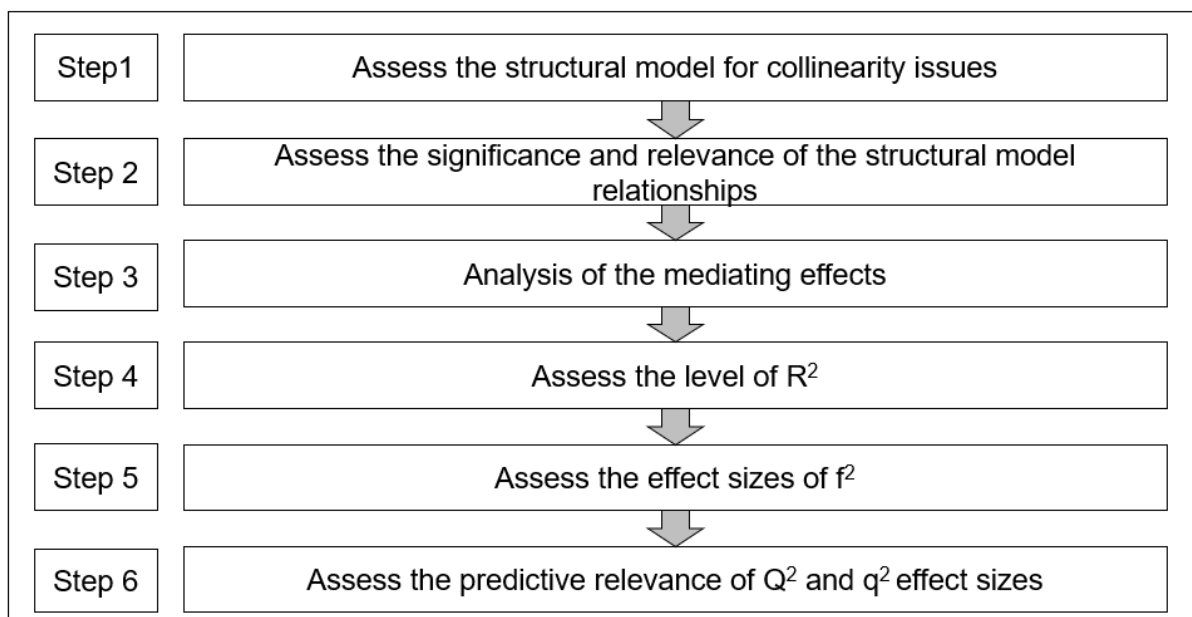 Step1
Assess the structural model for collinearity issues
Step 2
Assess the significance and relevance of the structural model
relationships
Step 3
Analysis of the mediating effects
Step 4
Assess the level of R²
Step 5
Assess the effect sizes of f²
Step 6
Assess the predictive relevance of Q² and q² effect sizes